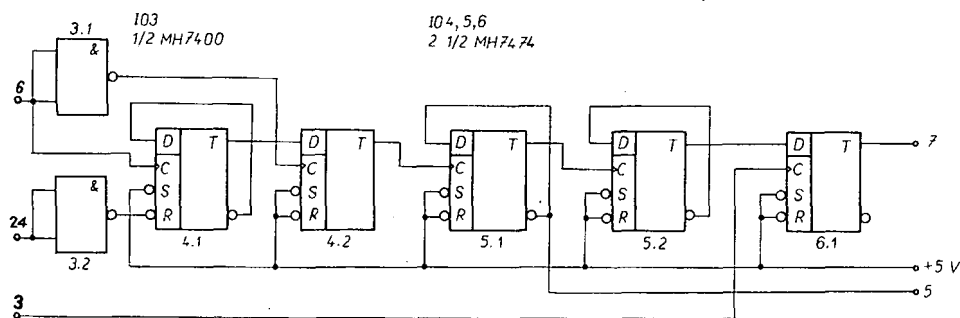 3.1
IO3
1/2 MH7400
IO4, 5, 6
2 1/2 MH7474
&
6
D T
C
S
R
4.1
D T
C
S
R
4.2
D T
C
S
R
5.1
D T
C
S
R
5.2
D T
C
S
R
6.1
7
&
24
3.2
+5 V
5
3